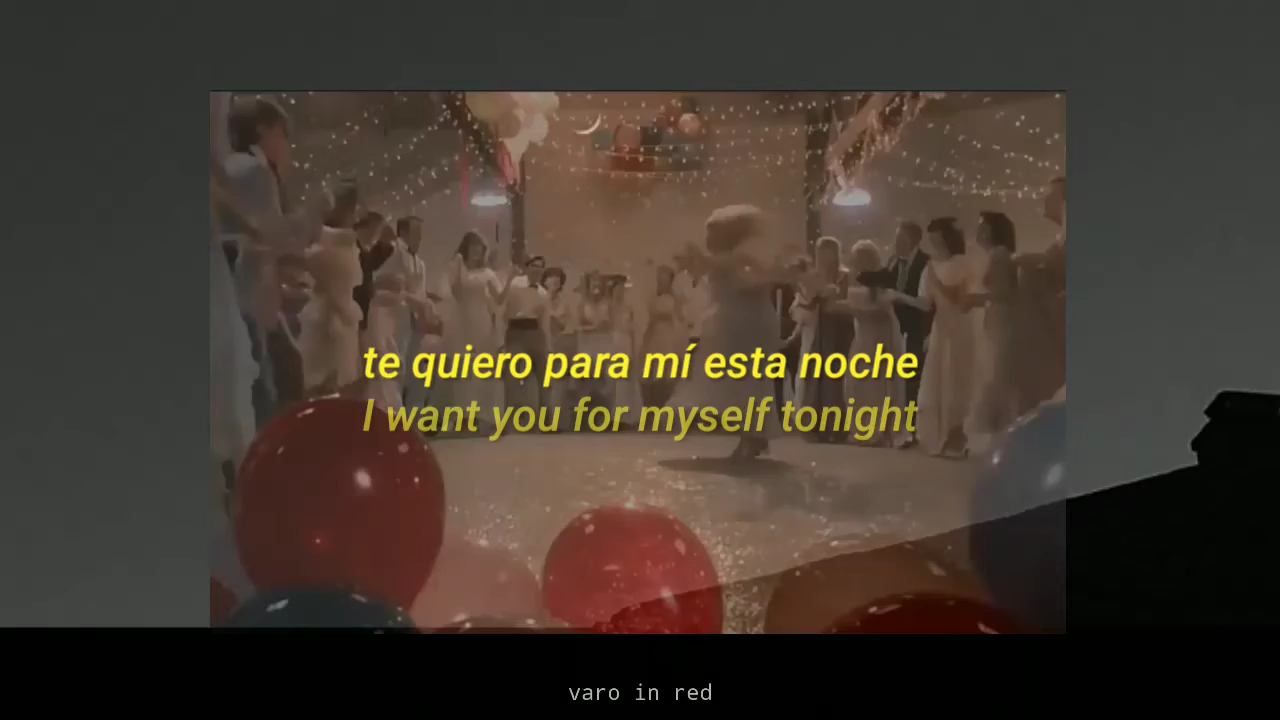 te quiero para mí esta noche
I want you for myself tonight
varo in red